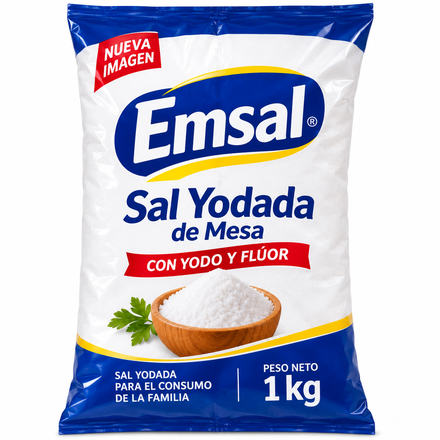 NUEVA
IMAGEN
Emsal®
Sal Yodada
de Mesa
CON YODO Y FLÚOR
SAL YODADA
PARA EL CONSUMO
DE LA FAMILIA
PESO NETO
1 kg